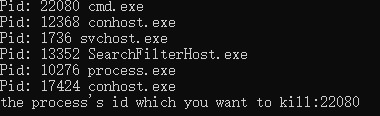 Pid: 22080 cmd.exe
Pid: 12368 conhost.exe
Pid: 1736 svchost.exe
Pid: 13352 SearchFilterHost.exe
Pid: 10276 process.exe
Pid: 17424 conhost.exe
the process's id which you want to kill:22080